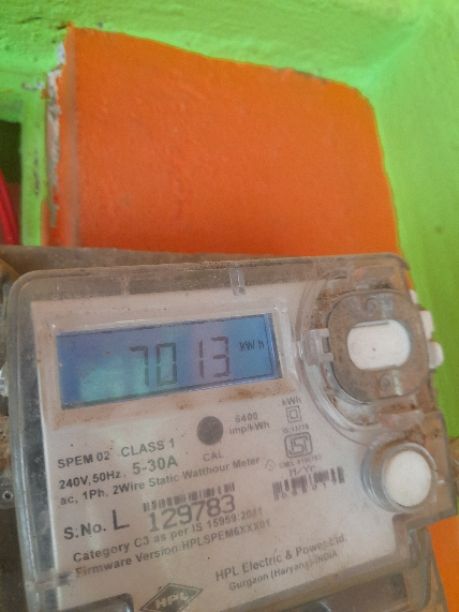 7013 kWh
6400
imp/kWh
kWh
SPEM 02 CLASS 1
240V, 50Hz, 5-30A
CAL
ac, 1Ph, 2Wire Static Watthour Meter
S.No. L 129783
Category C3 as per IS 15959:2011
Firmware Version:HPLSPEM6XXX01
HPL
HPL Electric & Power Ltd.
Gurgaon (Haryana)-INDIA